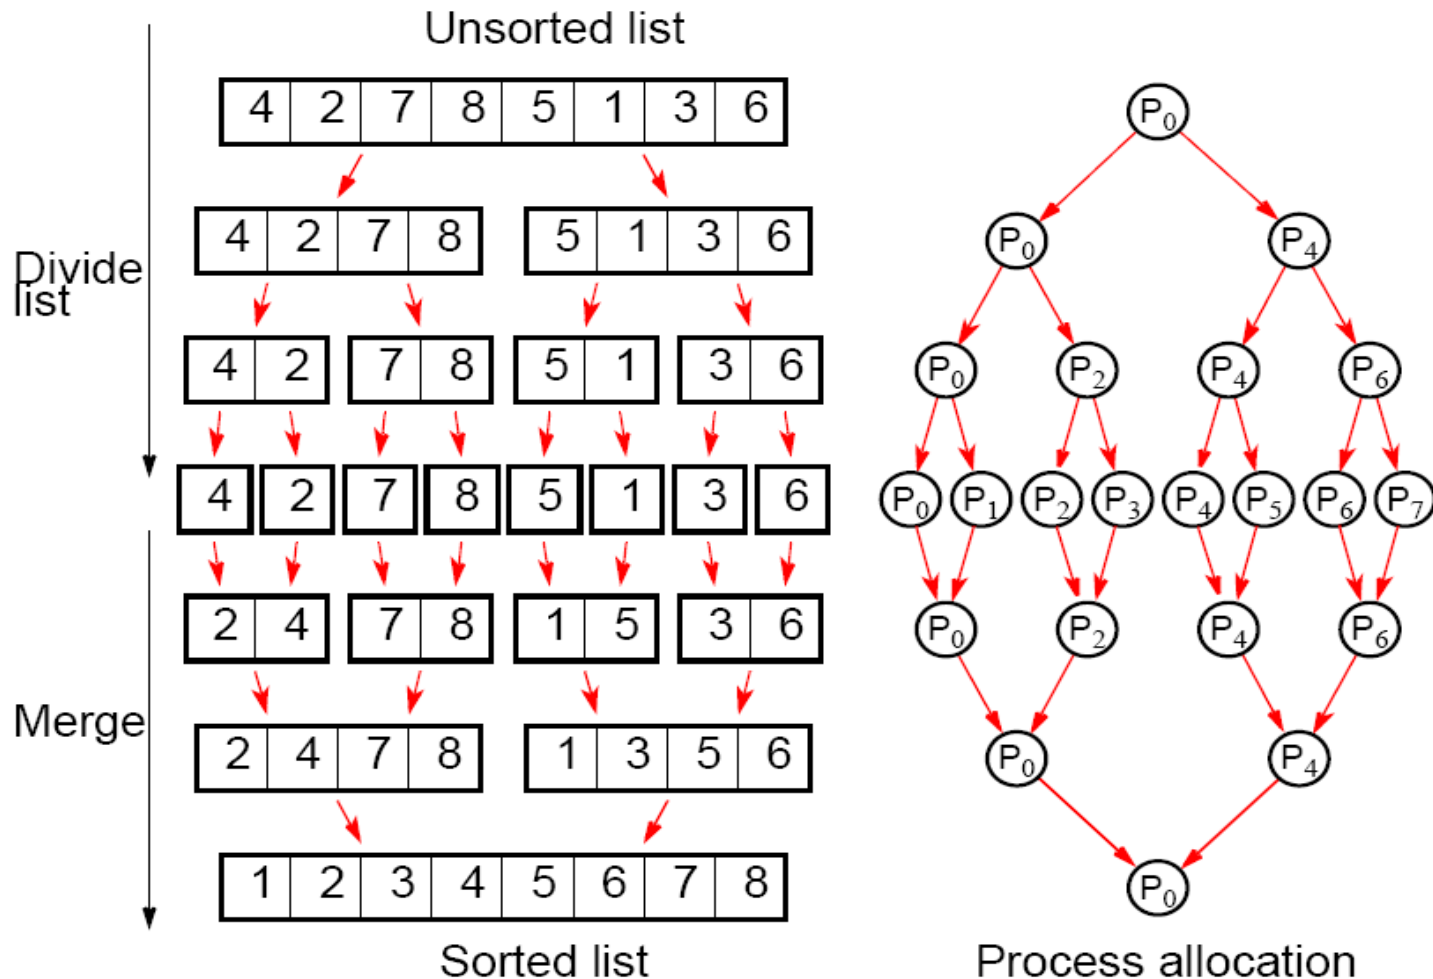 Unsorted list
4 2 7 8 5 1 3 6
P0
4 2 7 8 5 1 3 6
P0 P4
Divide
list
4 2 7 8 5 1 3 6
P0 P2 P4 P6
4 2 7 8 5 1 3 6
P0 P1 P2 P3 P4 P5 P6 P7
2 4 7 8 1 5 3 6
P0 P2 P4 P6
Merge
2 4 7 8 1 3 5 6
P0 P4
1 2 3 4 5 6 7 8
P0
Sorted list
Process allocation